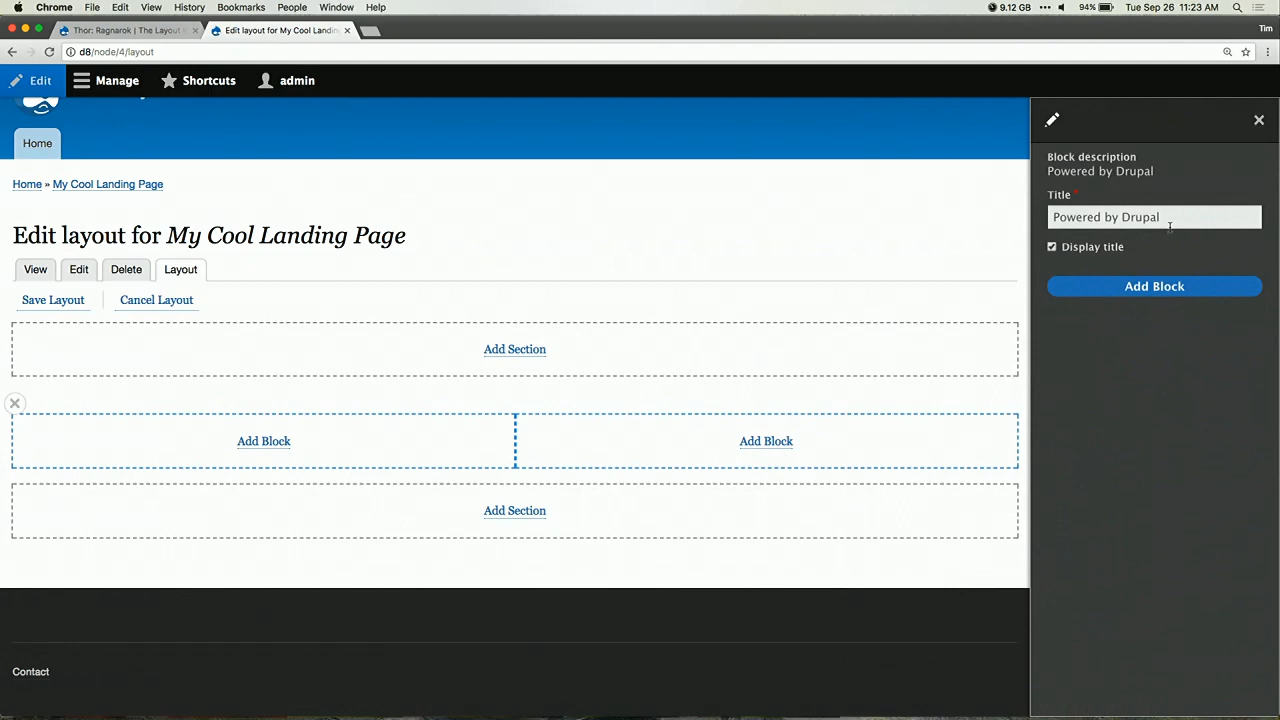 Chrome File Edit View History Bookmarks People Window Help 9.12 GB 94% Tue Sep 26 11:23 AM
Thor: Ragnarok | The Layout Edit layout for My Cool Landin Tim
d8/node/4/layout
Edit Manage Shortcuts admin
Home
Home » My Cool Landing Page
Edit layout for My Cool Landing Page
View Edit Delete Layout
Save Layout Cancel Layout
Add Section
Add Block Add Block
Add Section
Contact
Block description
Powered by Drupal
Title *
Powered by Drupal
Display title
Add Block